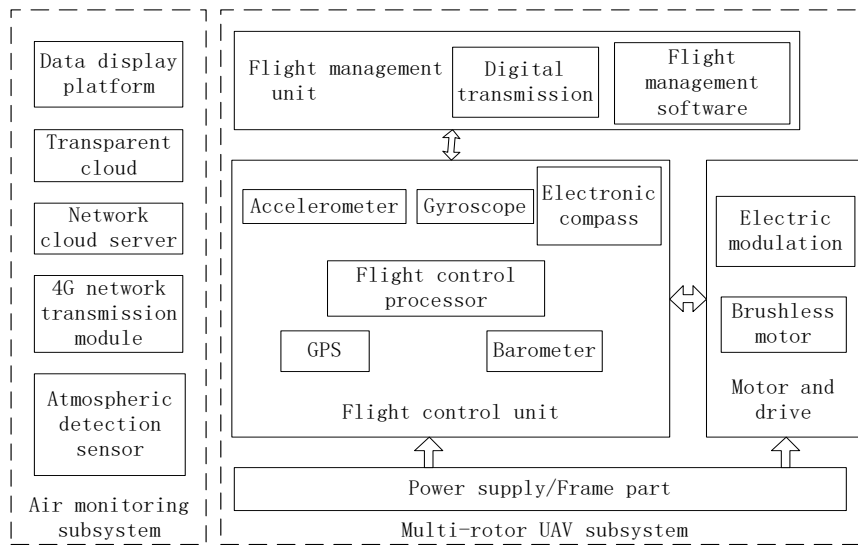 Data display
platform
Transparent
cloud
Network
cloud server
4G network
transmission
module
Atmospheric
detection
sensor
Air monitoring
subsystem
Flight management
unit
Digital
transmission
Flight
management
software
Accelerometer
Gyroscope
Electronic
compass
Flight control
processor
GPS
Barometer
Flight control unit
Electric
modulation
Brushless
motor
Motor and
drive
Power supply/Frame part
Multi-rotor UAV subsystem